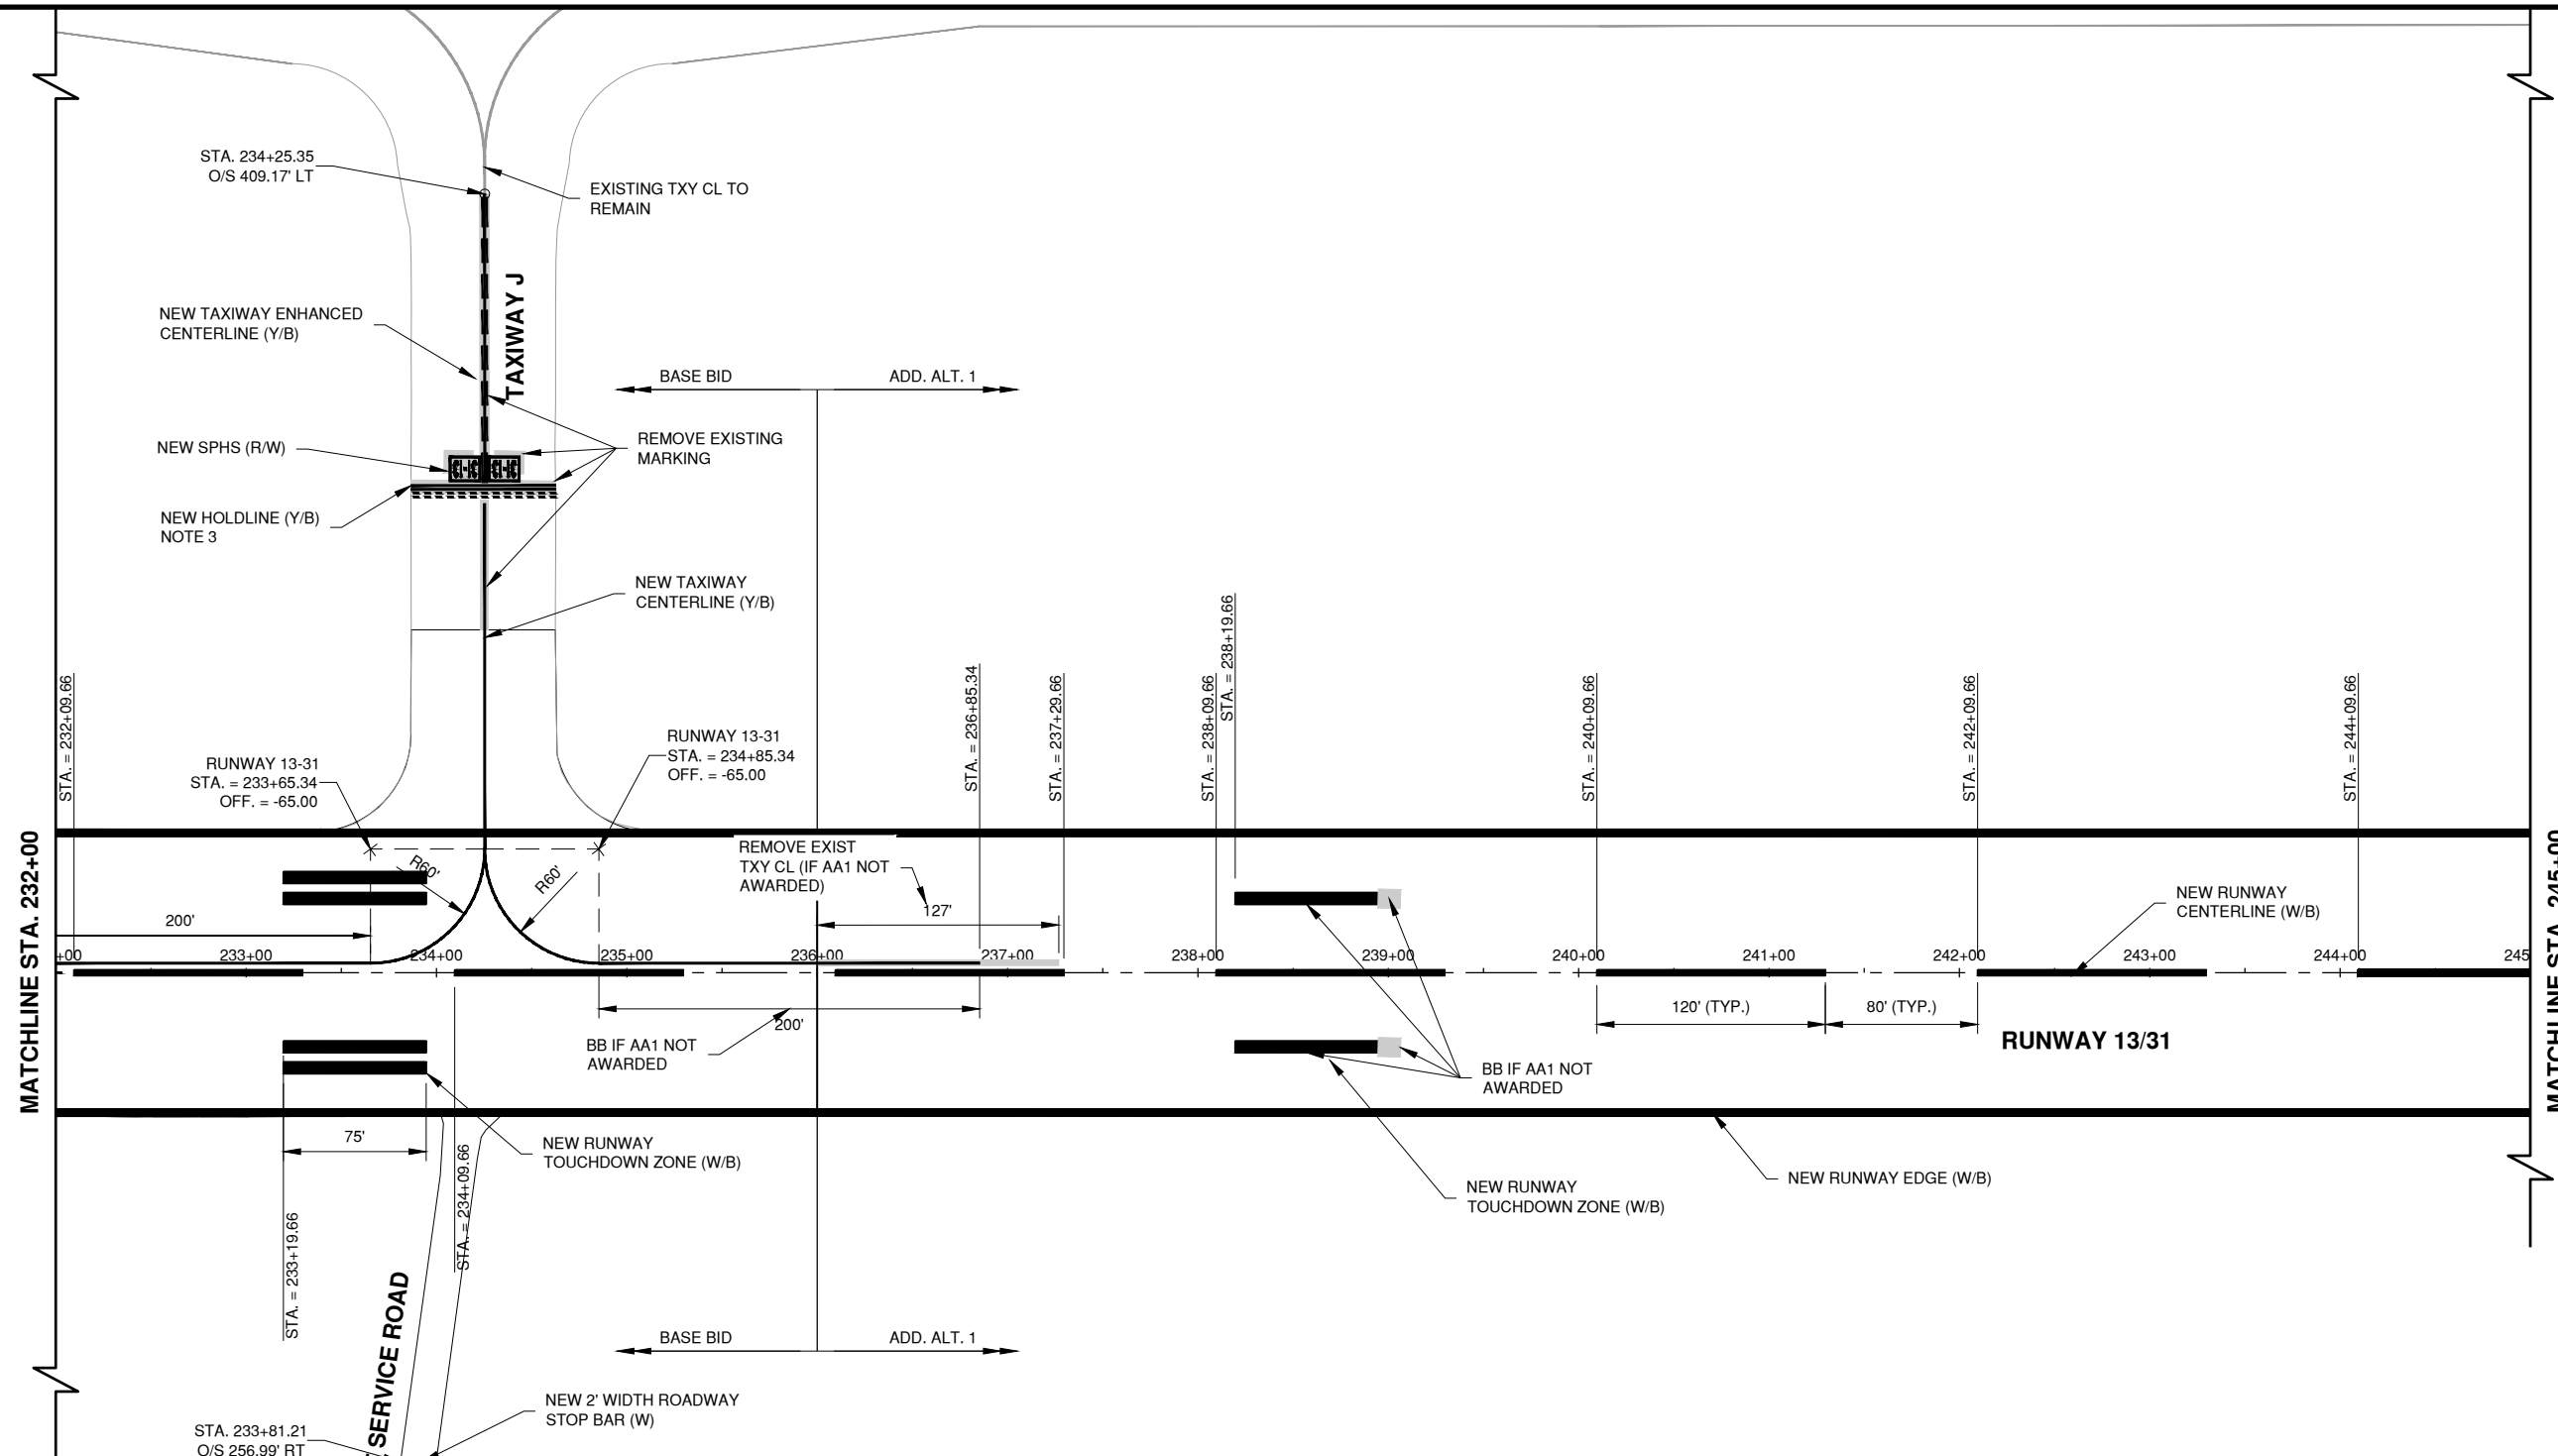 STA. 234+25.35
O/S 409.17' LT
EXISTING TXY CL TO
REMAIN
NEW TAXIWAY ENHANCED
CENTERLINE (Y/B)
TAXIWAY J
BASE BID
ADD. ALT. 1
NEW SPHS (R/W)
REMOVE EXISTING
MARKING
NEW HOLDLINE (Y/B)
NOTE 3
NEW TAXIWAY
CENTERLINE (Y/B)
STA. = 232+09.66
STA. = 236+85.34
STA. = 237+29.66
STA. = 238+09.66
STA. = 238+19.66
STA. = 240+09.66
STA. = 242+09.66
STA. = 244+09.66
RUNWAY 13-31
STA. = 233+65.34
OFF. = -65.00
RUNWAY 13-31
STA. = 234+85.34
OFF. = -65.00
MATCHLINE STA. 232+00
MATCHLINE STA. 245+00
R60'
R60'
REMOVE EXIST
TXY CL (IF AA1 NOT
AWARDED)
127'
200'
NEW RUNWAY
CENTERLINE (W/B)
+00
233+00
234+00
235+00
236+00
237+00
238+00
239+00
240+00
241+00
242+00
243+00
244+00
245
200'
120' (TYP.)
80' (TYP.)
RUNWAY 13/31
BB IF AA1 NOT
AWARDED
BB IF AA1 NOT
AWARDED
75'
NEW RUNWAY
TOUCHDOWN ZONE (W/B)
STA. = 234+09.66
STA. = 233+19.66
NEW RUNWAY
TOUCHDOWN ZONE (W/B)
NEW RUNWAY EDGE (W/B)
SERVICE ROAD
BASE BID
ADD. ALT. 1
NEW 2' WIDTH ROADWAY
STOP BAR (W)
STA. 233+81.21
O/S 256.99' RT